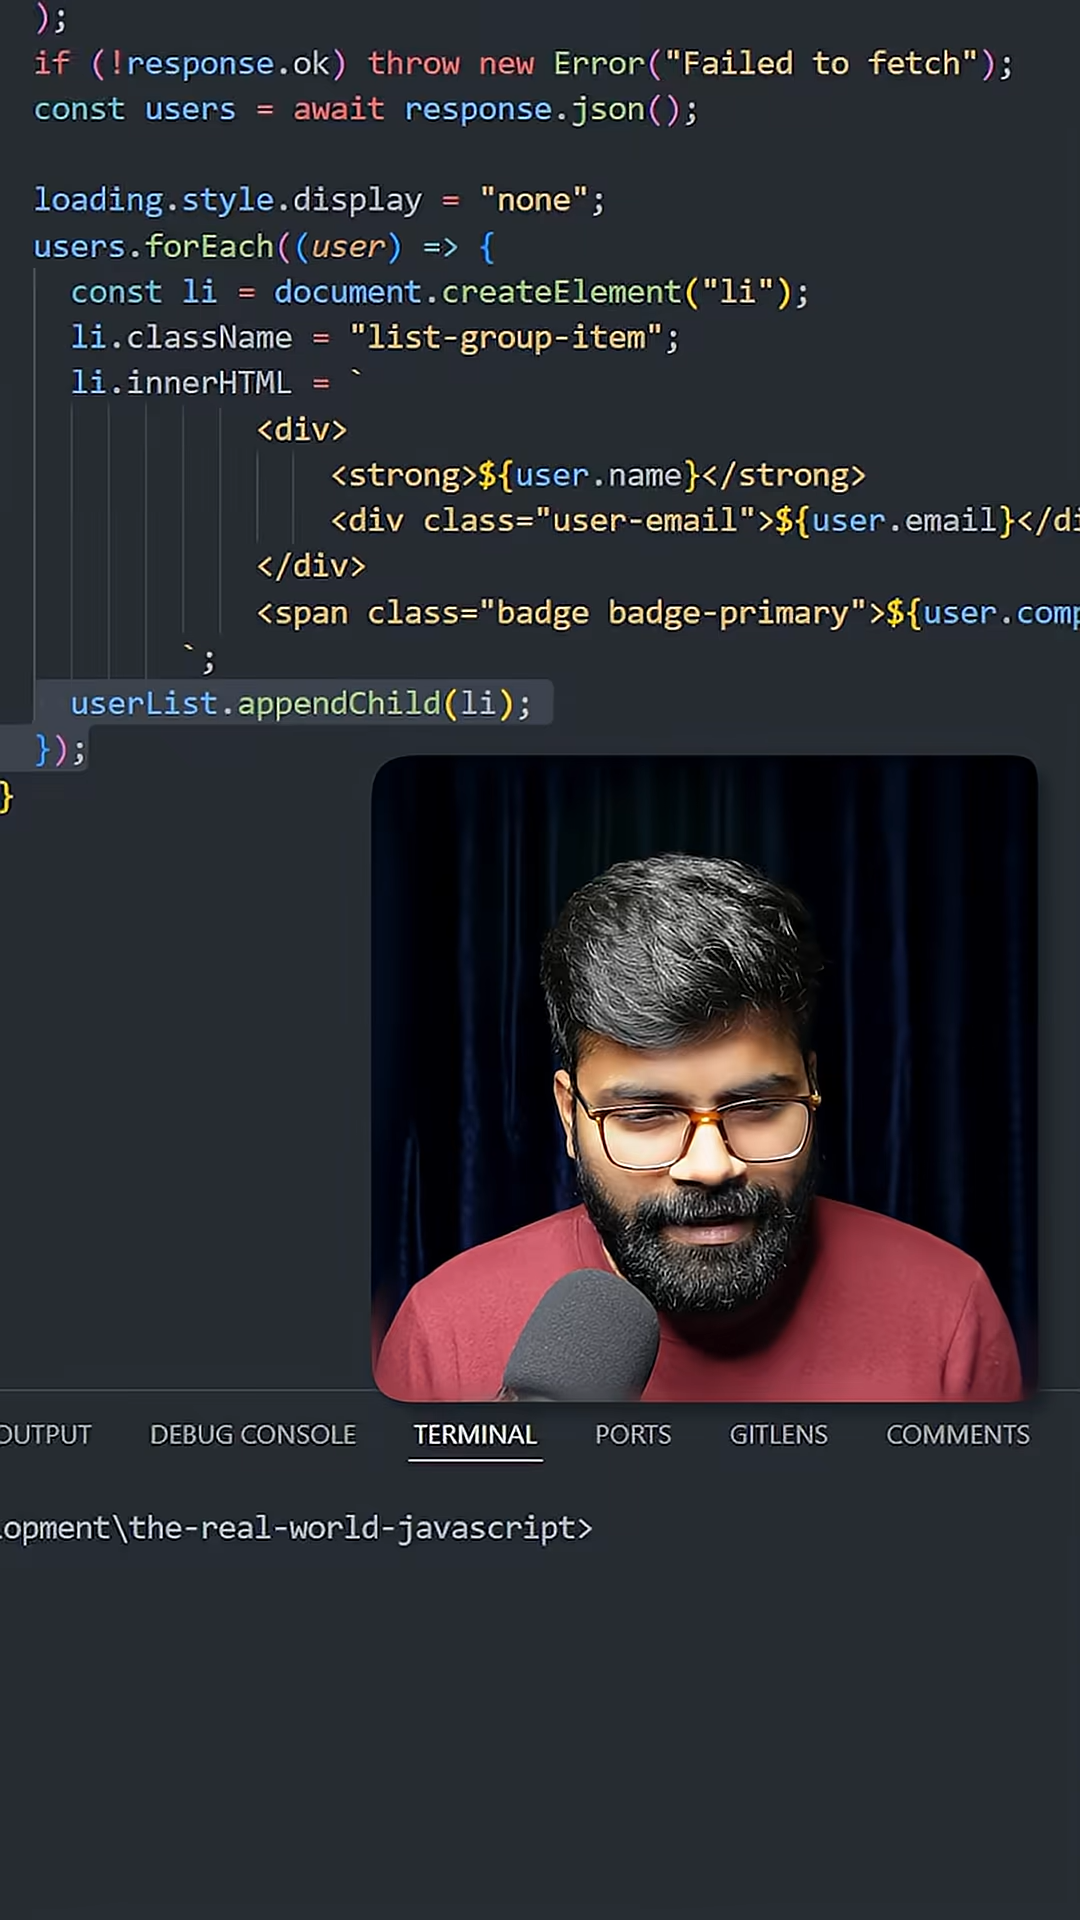 );
if (!response.ok) throw new Error("Failed to fetch");
const users = await response.json();
loading.style.display = "none";
users.forEach((user) => {
const li = document.createElement("li");
li.className = "list-group-item";
li.innerHTML = `
<div>
<strong>${user.name}</strong>
<div class="user-email">${user.email}</di
</div>
<span class="badge badge-primary">${user.comp
`;
userList.appendChild(li);
});
}
OUTPUT DEBUG CONSOLE TERMINAL PORTS GITLENS COMMENTS
lopment\the-real-world-javascript>